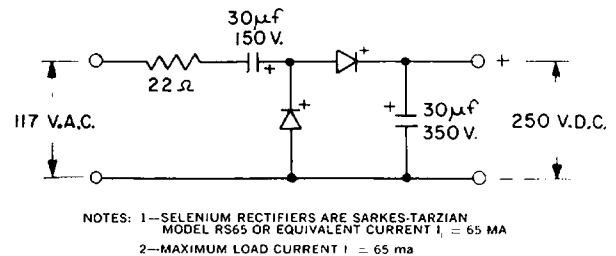 30µf
150 V.
+
+
+
22 Ω
+
+
117 V.A.C.
30µf
350 V.
250 V.D.C.
−
NOTES: 1—SELENIUM RECTIFIERS ARE SARKES-TARZIAN
MODEL RS65 OR EQUIVALENT CURRENT I = 65 MA
2—MAXIMUM LOAD CURRENT I = 65 ma